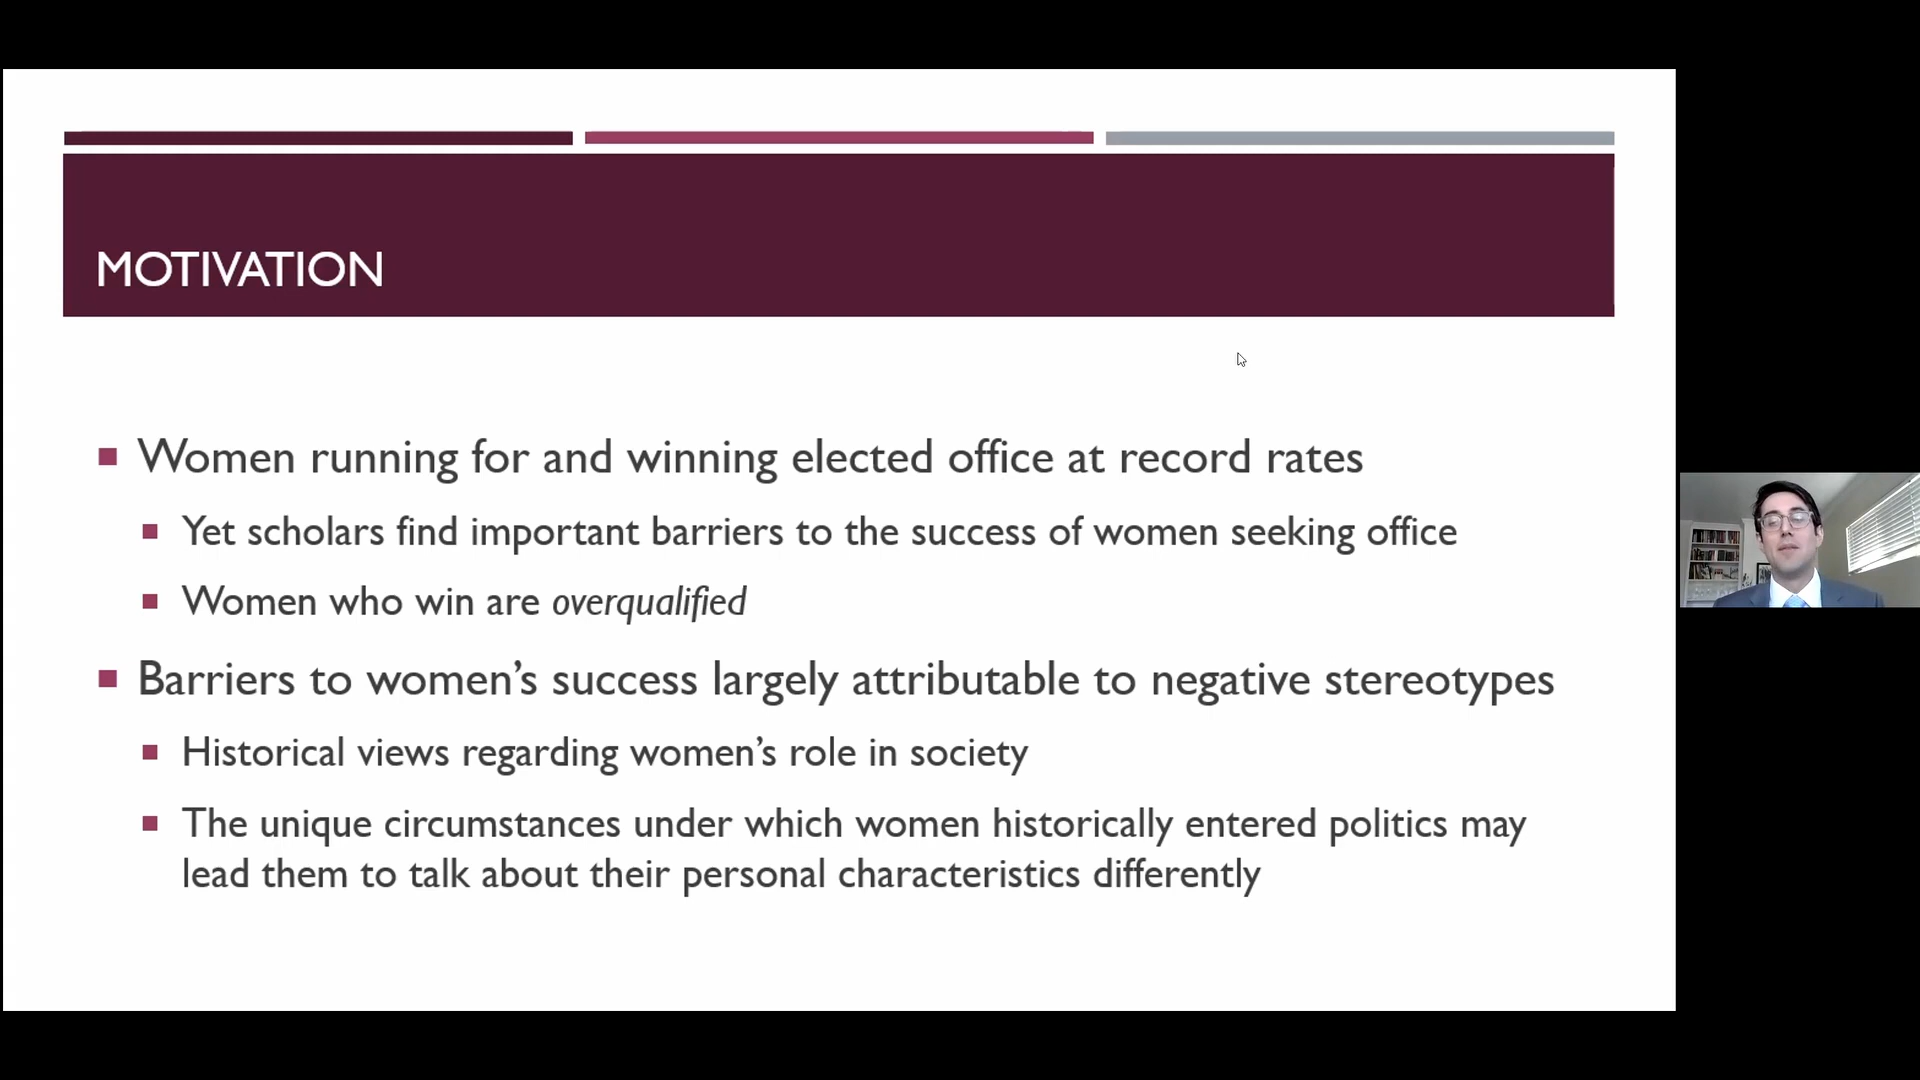 MOTIVATION
Women running for and winning elected office at record rates
Yet scholars find important barriers to the success of women seeking office
Women who win are overqualified
Barriers to women’s success largely attributable to negative stereotypes
Historical views regarding women’s role in society
The unique circumstances under which women historically entered politics may
lead them to talk about their personal characteristics differently